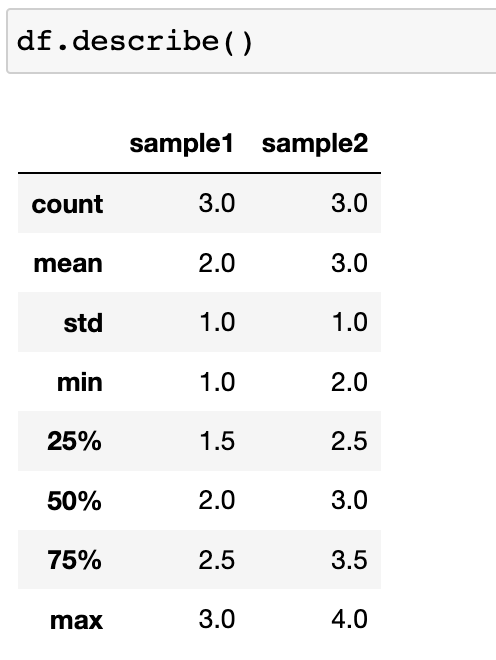 df.describe()
sample1 sample2
count 3.0 3.0
mean 2.0 3.0
std 1.0 1.0
min 1.0 2.0
25% 1.5 2.5
50% 2.0 3.0
75% 2.5 3.5
max 3.0 4.0